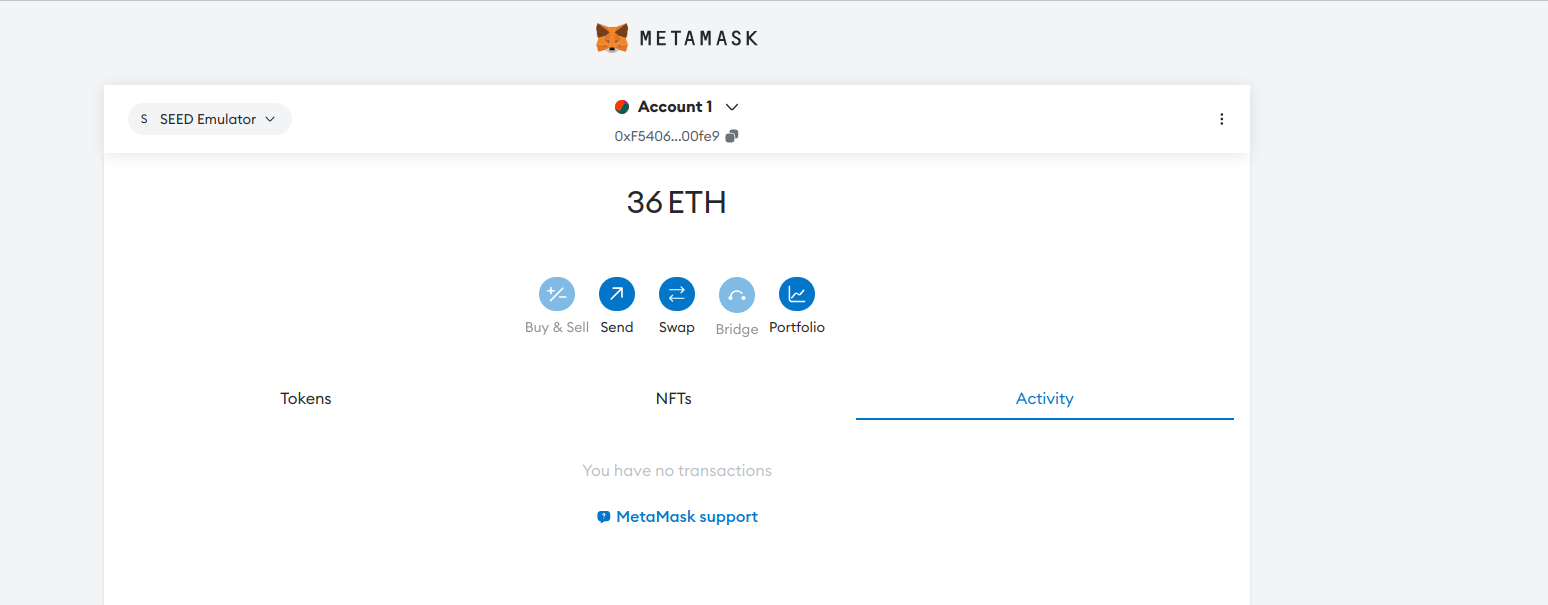 METAMASK
S SEED Emulator
Account 1
0xF5406...00fe9
36 ETH
Buy & Sell Send Swap Bridge Portfolio
Tokens NFTs Activity
You have no transactions
MetaMask support